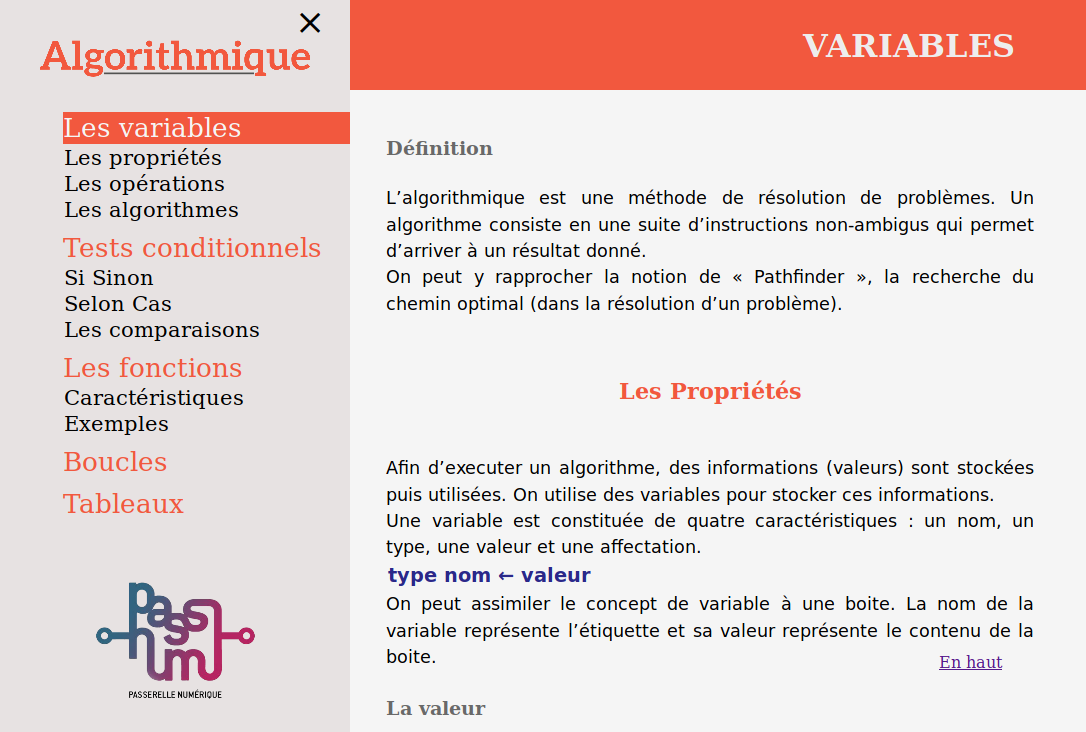 ×
Algorithmique
Les variables
Les propriétés
Les opérations
Les algorithmes
Tests conditionnels
Si Sinon
Selon Cas
Les comparaisons
Les fonctions
Caractéristiques
Exemples
Boucles
Tableaux
pass
num
PASSERELLE NUMÉRIQUE
VARIABLES
Définition
L’algorithmique est une méthode de résolution de problèmes. Un
algorithme consiste en une suite d’instructions non-ambigus qui permet
d’arriver à un résultat donné.
On peut y rapprocher la notion de « Pathfinder », la recherche du
chemin optimal (dans la résolution d’un problème).
Les Propriétés
Afin d’executer un algorithme, des informations (valeurs) sont stockées
puis utilisées. On utilise des variables pour stocker ces informations.
Une variable est constituée de quatre caractéristiques : un nom, un
type, une valeur et une affectation.
type nom ← valeur
On peut assimiler le concept de variable à une boite. La nom de la
variable représente l’étiquette et sa valeur représente le contenu de la
boite.
En haut
La valeur